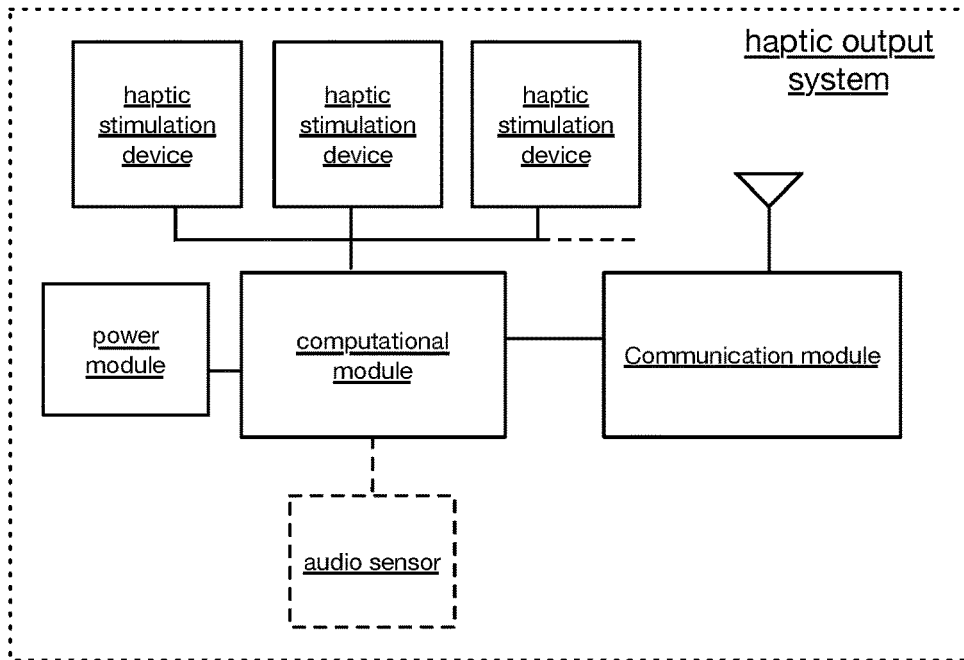 haptic output
system
haptic
stimulation
device
haptic
stimulation
device
haptic
stimulation
device
power
module
computational
module
Communication module
audio sensor